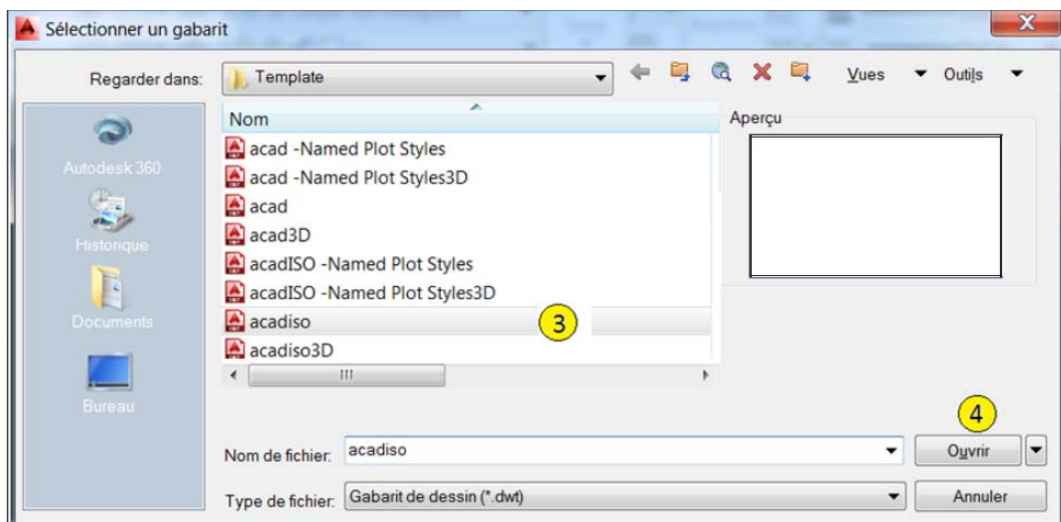 Sélectionner un gabarit
X
Regarder dans: Template Vues Outils
Nom
Aperçu
Autodesk 360
Historique
Documents
Bureau
acad -Named Plot Styles
acad -Named Plot Styles3D
acad
acad3D
acadISO -Named Plot Styles
acadISO -Named Plot Styles3D
acadiso 3
acadiso3D
4
Nom de fichier: acadiso Ouvrir
Type de fichier: Gabarit de dessin (*.dwt) Annuler